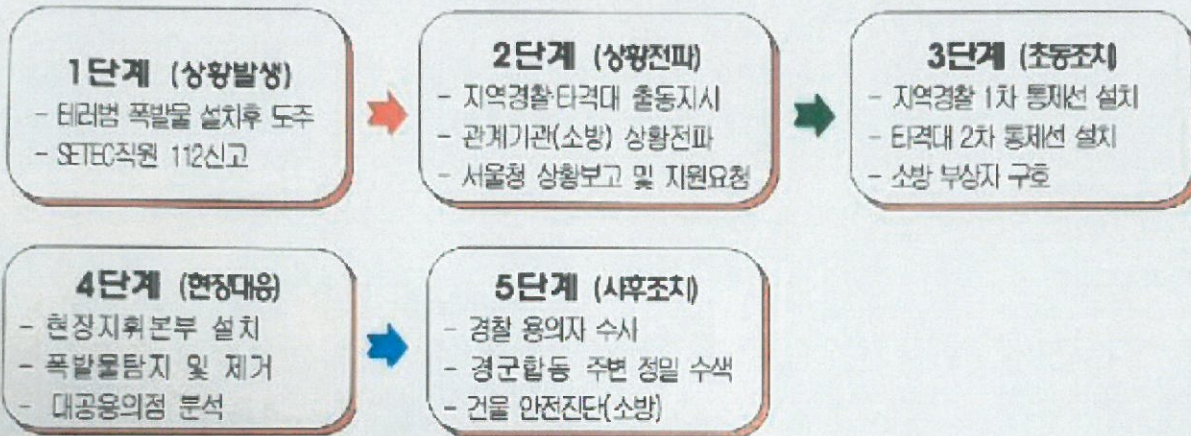 1단계 (상황발생)
- 테러범 폭발물 설치후 도주
- SETEC직원 112신고
2단계 (상황전파)
- 지역경찰·타격대 출동지시
- 관계기관(소방) 상황전파
- 서울청 상황보고 및 지원요청
3단계 (초동조치)
- 지역경찰 1차 통제선 설치
- 타격대 2차 통제선 설치
- 소방 부상자 구호
4단계 (현장대응)
- 현장지휘본부 설치
- 폭발물탐지 및 제거
- 대공용의점 분석
5단계 (사후조치)
- 경찰 용의자 수사
- 경군합동 주변 정밀 수색
- 건물 안전진단(소방)